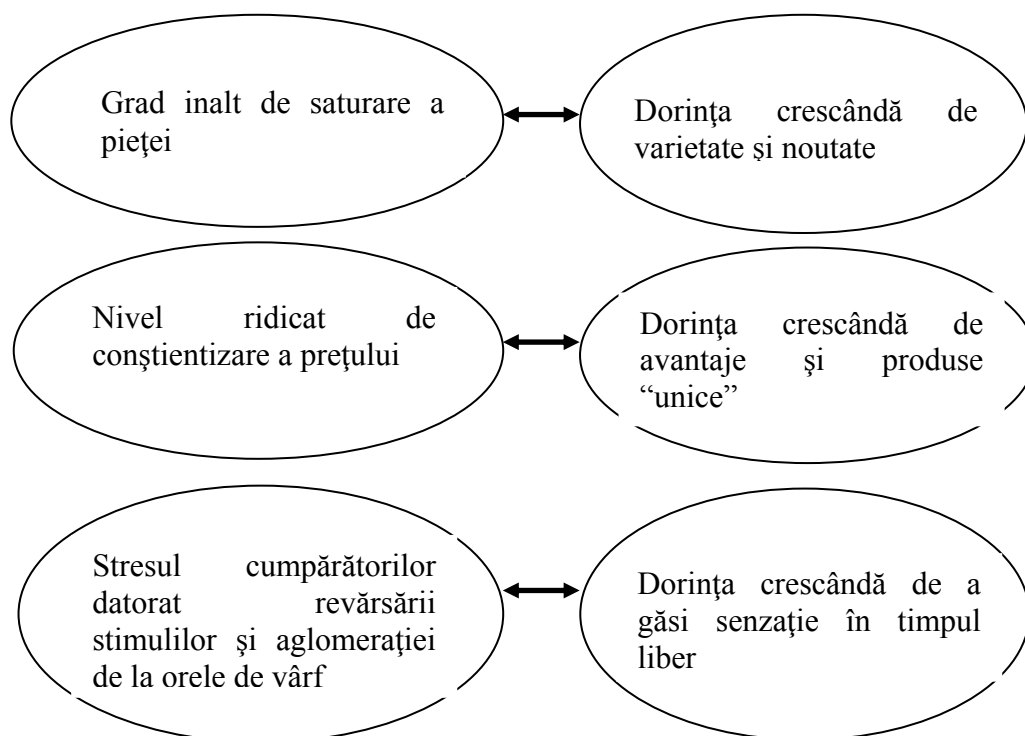 Grad inalt de saturare a
pieţei
Dorinţa crescândă de
varietate şi noutate
Nivel ridicat de
conştientizare a preţului
Dorinţa crescândă de
avantaje şi produse
“unice”
Stresul cumpărătorilor
datorat revărsării
stimulilor şi aglomeraţiei
de la orele de vârf
Dorinţa crescândă de a
găsi senzaţie în timpul
liber